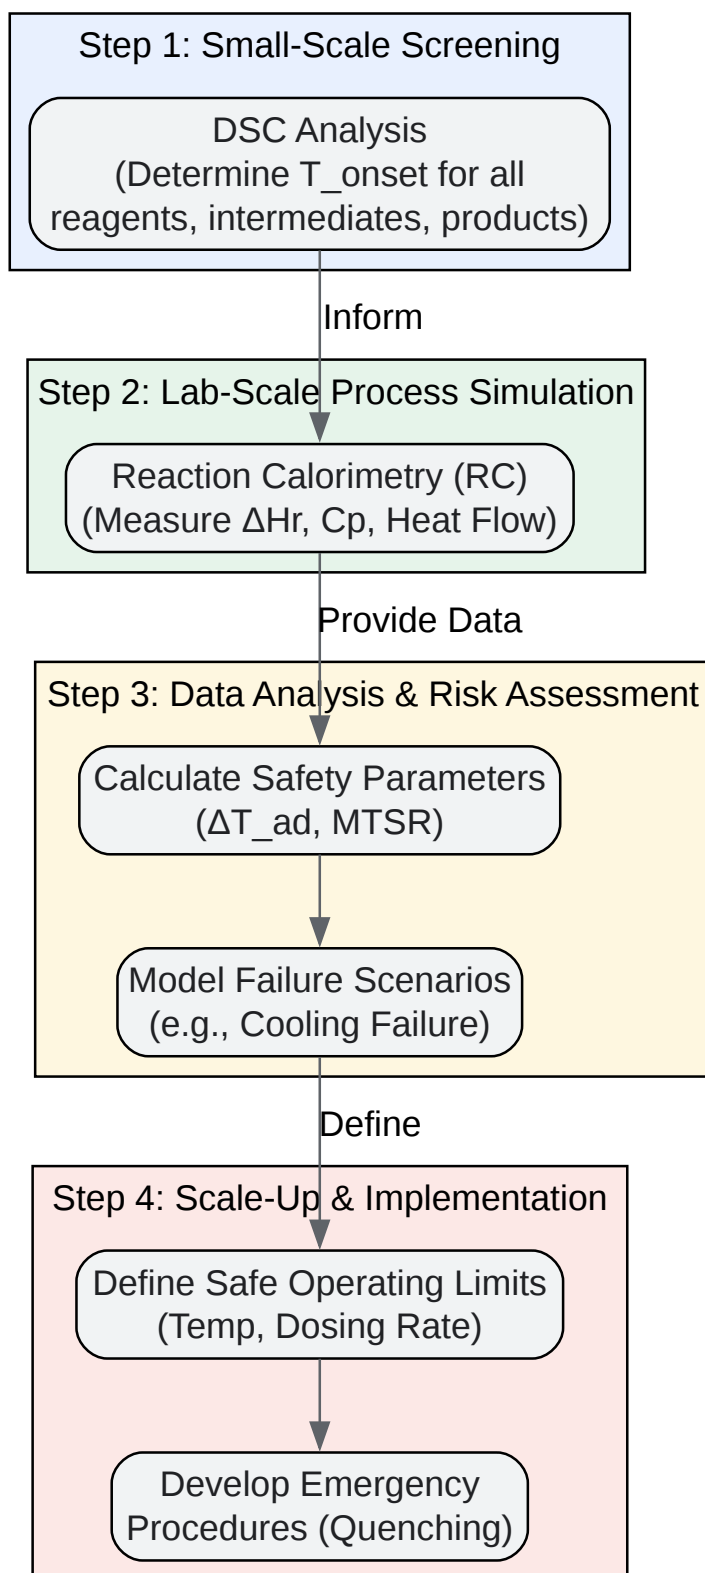 Step 1: Small-Scale Screening
DSC Analysis
(Determine T_onset for all
reagents, intermediates, products)
Inform
Step 2: Lab-Scale Process Simulation
Reaction Calorimetry (RC)
(Measure ΔHr, Cp, Heat Flow)
Provide Data
Step 3: Data Analysis & Risk Assessment
Calculate Safety Parameters
(ΔT_ad, MTSR)
Model Failure Scenarios
(e.g., Cooling Failure)
Define
Step 4: Scale-Up & Implementation
Define Safe Operating Limits
(Temp, Dosing Rate)
Develop Emergency
Procedures (Quenching)